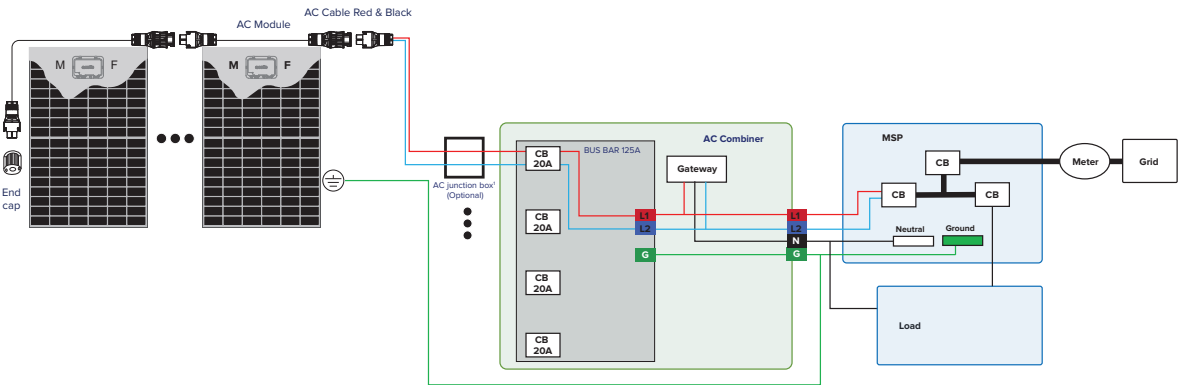 AC Cable Red & Black
AC Module
M
F
M
F
End
cap
AC junction box¹
(Optional)
AC Combiner
BUS BAR 125A
CB
20A
CB
20A
CB
20A
CB
20A
Gateway
L1
L2
G
L1
L2
N
G
MSP
CB
CB
CB
Neutral
Ground
Meter
Grid
Load